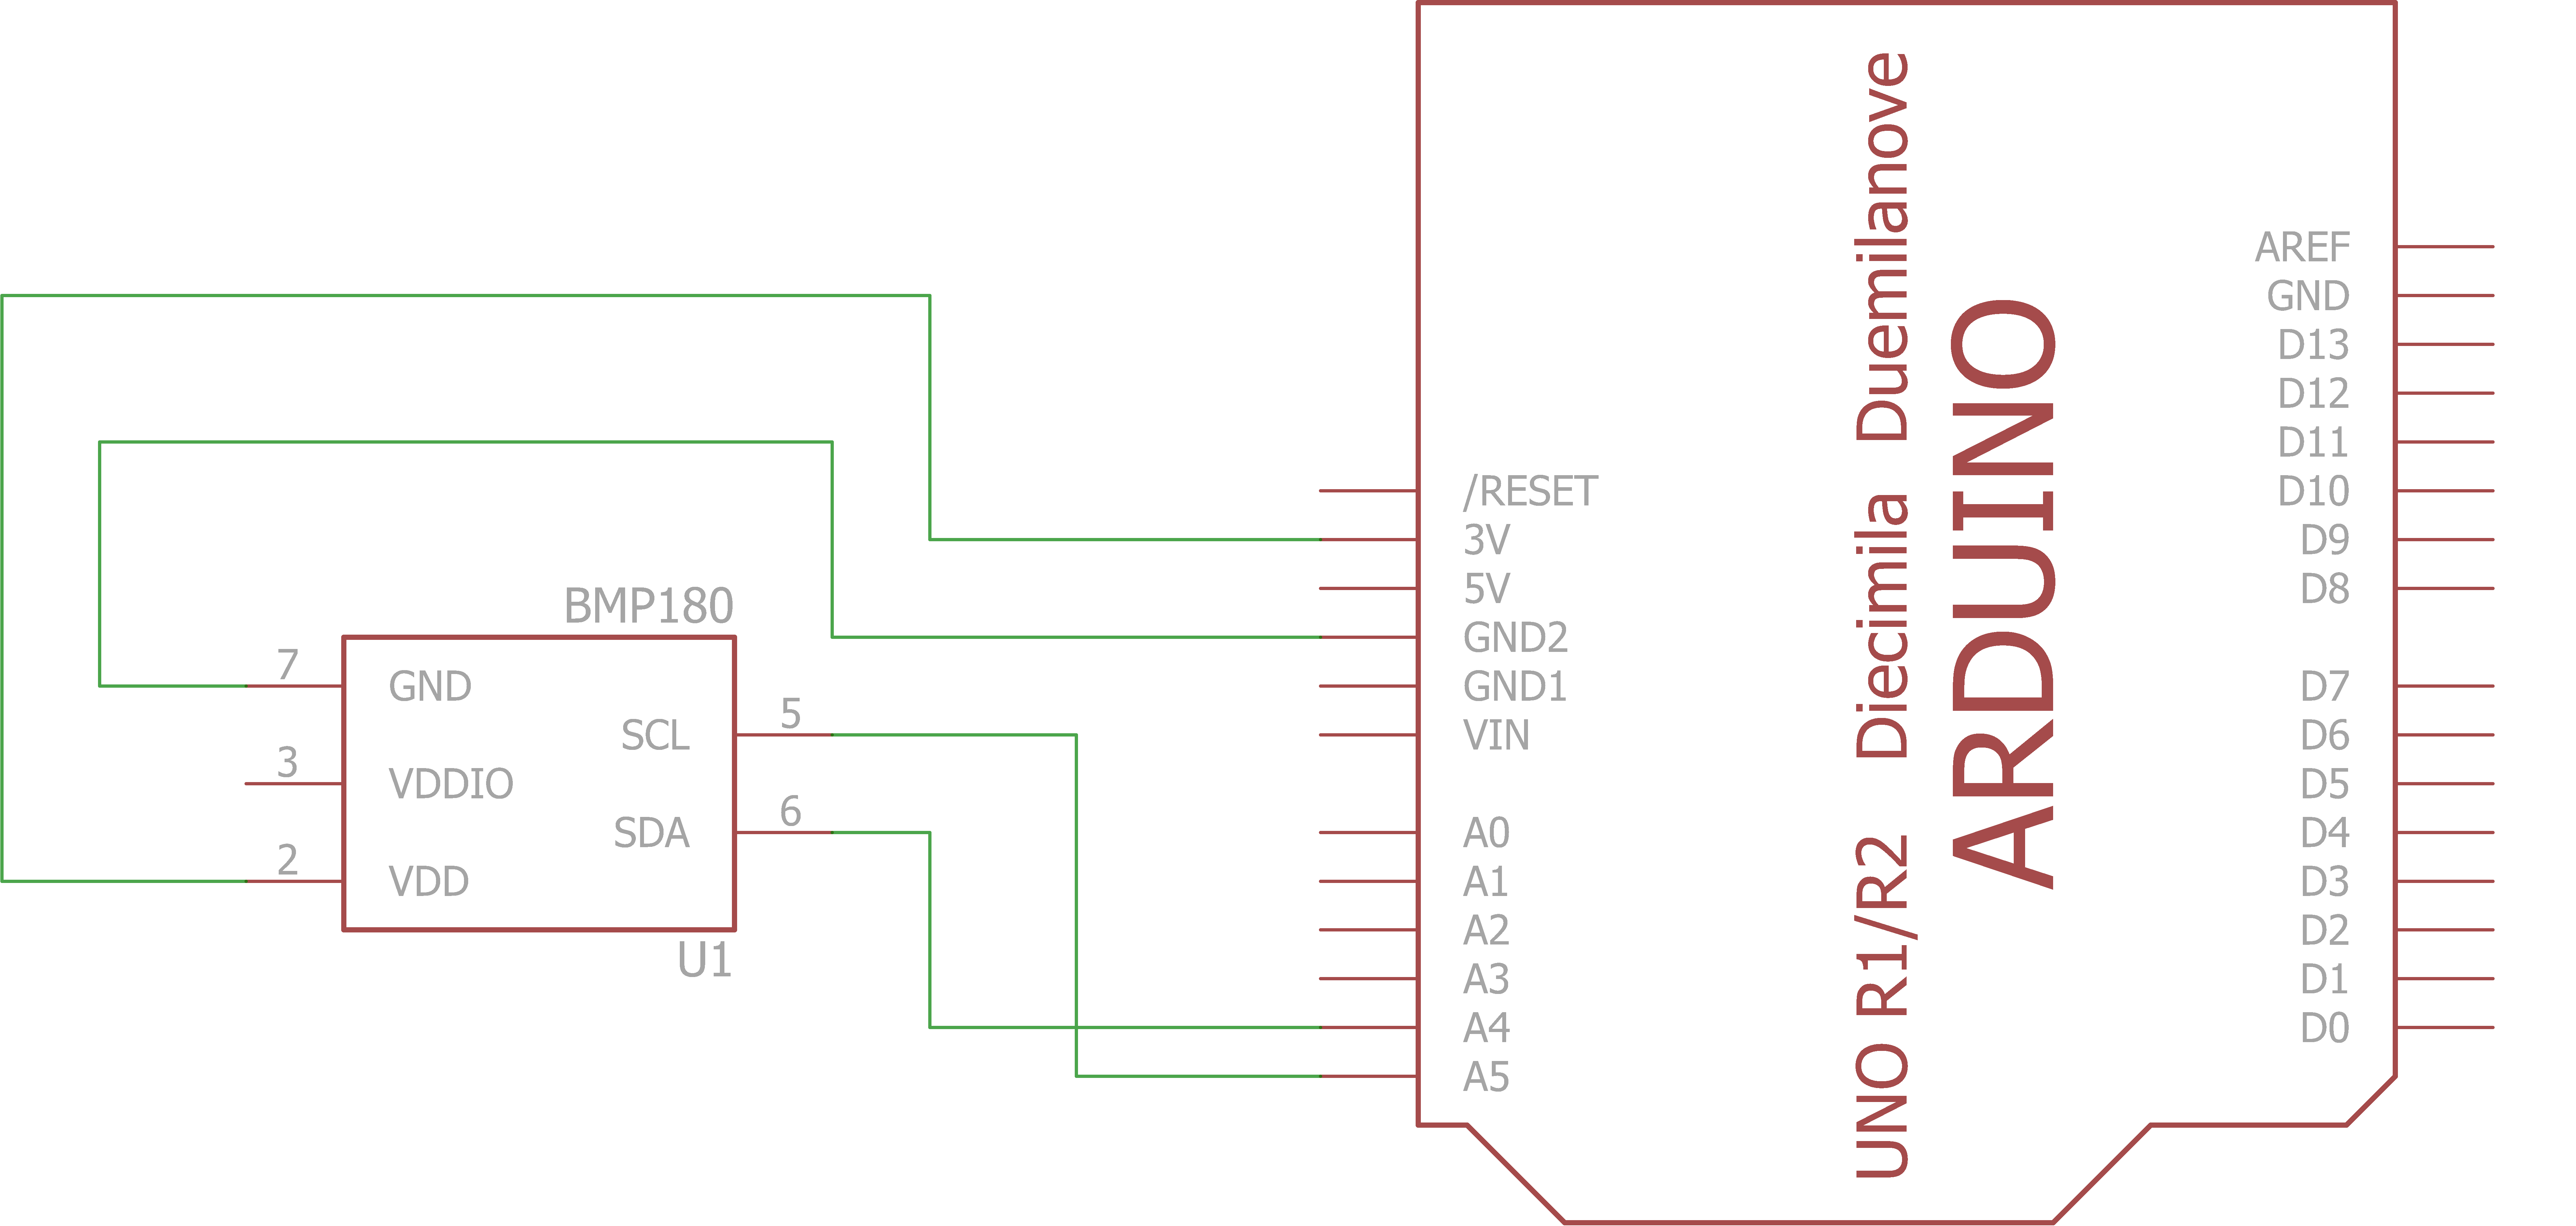 BMP180
7
GND
3
VDDIO
2
VDD
SCL
5
SDA
6
U1
/RESET
3V
5V
GND2
GND1
VIN
A0
A1
A2
A3
A4
A5
UNO R1/R2 Diecimila Duemilanove
ARDUINO
AREF
GND
D13
D12
D11
D10
D9
D8
D7
D6
D5
D4
D3
D2
D1
D0